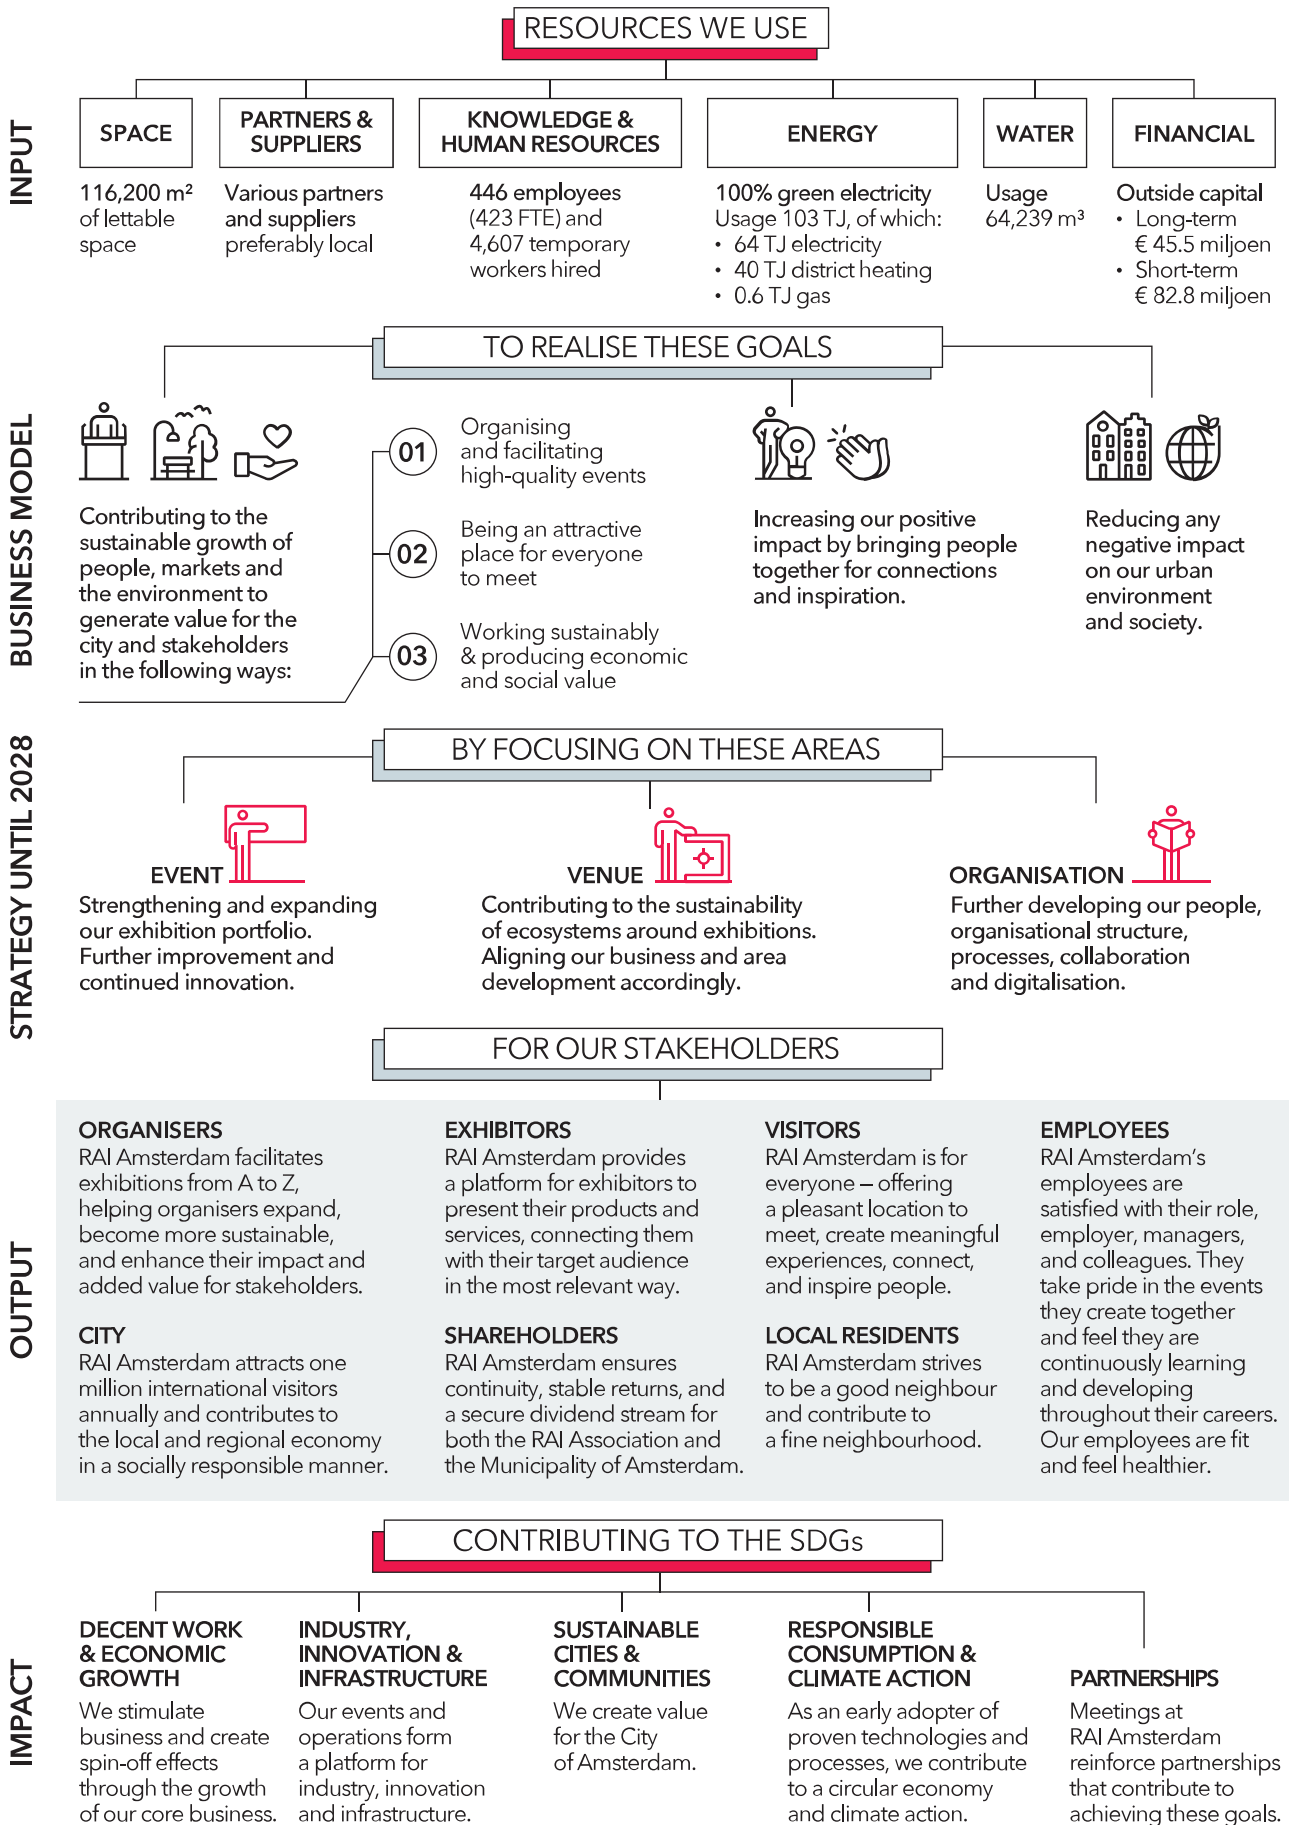 RESOURCES WE USE
INPUT
SPACE
116,200 m²
of lettable
space
PARTNERS &
SUPPLIERS
Various partners
and suppliers
preferably local
KNOWLEDGE &
HUMAN RESOURCES
446 employees
(423 FTE) and
4,607 temporary
workers hired
ENERGY
100% green electricity
Usage 103 TJ, of which:
• 64 TJ electricity
• 40 TJ district heating
• 0.6 TJ gas
WATER
Usage
64,239 m³
FINANCIAL
Outside capital
• Long-term
€ 45.5 miljoen
• Short-term
€ 82.8 miljoen
TO REALISE THESE GOALS
BUSINESS MODEL
Contributing to the
sustainable growth of
people, markets and
the environment to
generate value for the
city and stakeholders
in the following ways:
01
Organising
and facilitating
high-quality events
02
Being an attractive
place for everyone
to meet
03
Working sustainably
& producing economic
and social value
Increasing our positive
impact by bringing people
together for connections
and inspiration.
Reducing any
negative impact
on our urban
environment
and society.
BY FOCUSING ON THESE AREAS
STRATEGY UNTIL 2028
EVENT
Strengthening and expanding
our exhibition portfolio.
Further improvement and
continued innovation.
VENUE
Contributing to the sustainability
of ecosystems around exhibitions.
Aligning our business and area
development accordingly.
ORGANISATION
Further developing our people,
organisational structure,
processes, collaboration
and digitalisation.
FOR OUR STAKEHOLDERS
OUTPUT
ORGANISERS
RAI Amsterdam facilitates
exhibitions from A to Z,
helping organisers expand,
become more sustainable,
and enhance their impact and
added value for stakeholders.
EXHIBITORS
RAI Amsterdam provides
a platform for exhibitors to
present their products and
services, connecting them
with their target audience
in the most relevant way.
VISITORS
RAI Amsterdam is for
everyone – offering
a pleasant location to
meet, create meaningful
experiences, connect,
and inspire people.
EMPLOYEES
RAI Amsterdam's
employees are
satisfied with their role,
employer, managers,
and colleagues. They
take pride in the events
they create together
and feel they are
continuously learning
and developing
throughout their careers.
Our employees are fit
and feel healthier.
CITY
RAI Amsterdam attracts one
million international visitors
annually and contributes to
the local and regional economy
in a socially responsible manner.
SHAREHOLDERS
RAI Amsterdam ensures
continuity, stable returns, and
a secure dividend stream for
both the RAI Association and
the Municipality of Amsterdam.
LOCAL RESIDENTS
RAI Amsterdam strives
to be a good neighbour
and contribute to
a fine neighbourhood.
CONTRIBUTING TO THE SDGs
IMPACT
DECENT WORK
& ECONOMIC
GROWTH
We stimulate
business and create
spin-off effects
through the growth
of our core business.
INDUSTRY,
INNOVATION &
INFRASTRUCTURE
Our events and
operations form
a platform for
industry, innovation
and infrastructure.
SUSTAINABLE
CITIES &
COMMUNITIES
We create value
for the City
of Amsterdam.
RESPONSIBLE
CONSUMPTION &
CLIMATE ACTION
As an early adopter of
proven technologies and
processes, we contribute
to a circular economy
and climate action.
PARTNERSHIPS
Meetings at
RAI Amsterdam
reinforce partnerships
that contribute to
achieving these goals.